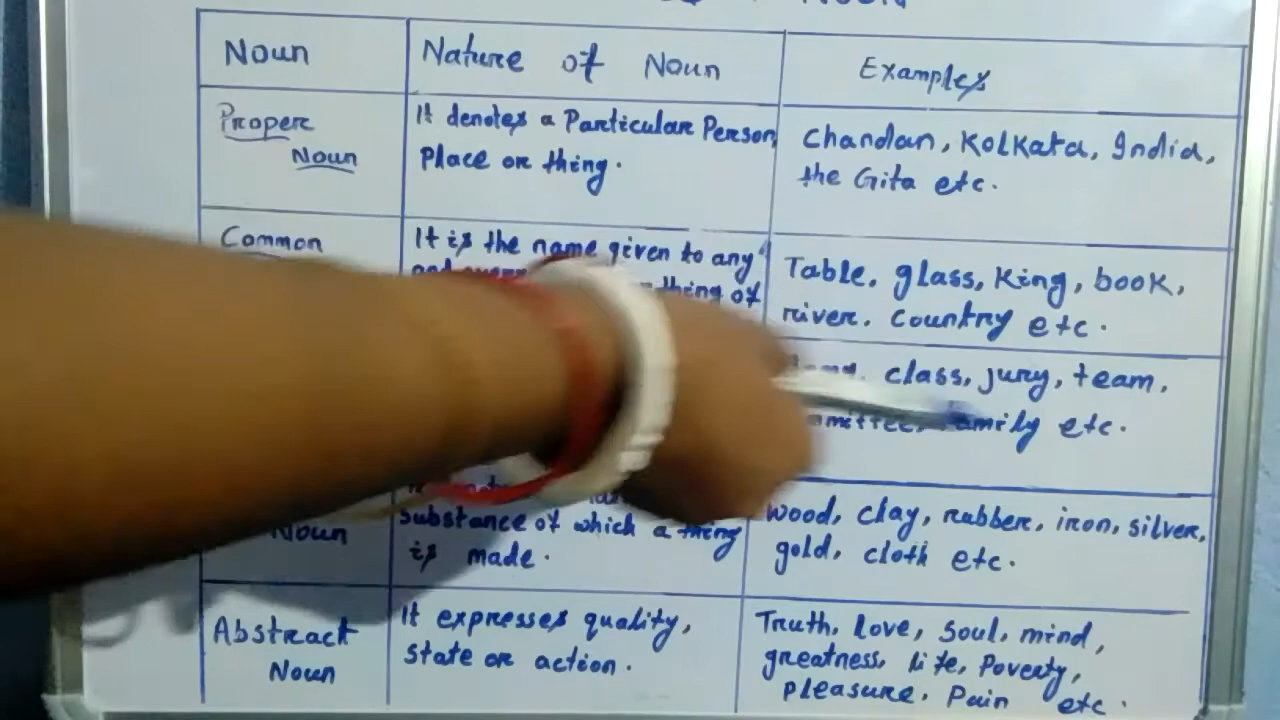 Noun
Nature of Noun
Examples
Proper
Noun
It denotes a Particular Person,
Place or thing.
Chandan, Kolkata, India,
the Gita etc.
Common
It is the name given to any
thing of
Table, glass, King, book,
river, country etc.
class, jury, team,
family etc.
Noun
substance of which a thing
is made.
wood, clay, rubber, iron, silver,
gold, cloth etc.
Abstract
Noun
It expresses quality,
state or action.
Truth, love, soul, mind,
greatness, life, Poverty,
pleasure, Pain etc.